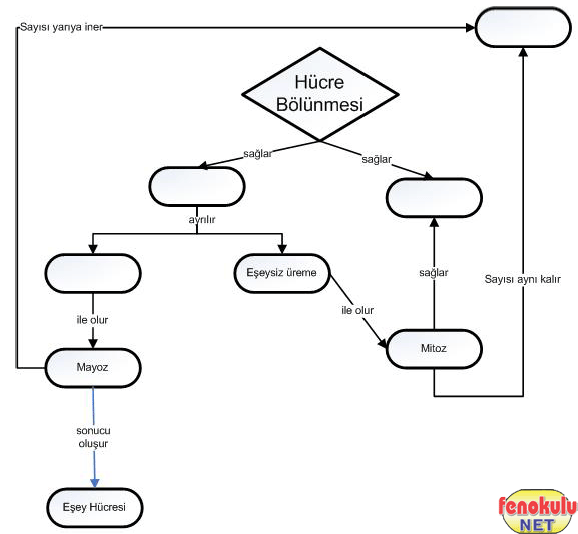 Sayısı yarıya iner
Hücre
Bölünmesi
sağlar
sağlar
ayrılır
Eşeysiz üreme
sağlar
Sayısı aynı kalır
ile olur
ile olur
Mitoz
Mayoz
sonucu
oluşur
Eşey Hücresi
fenokulu
NET